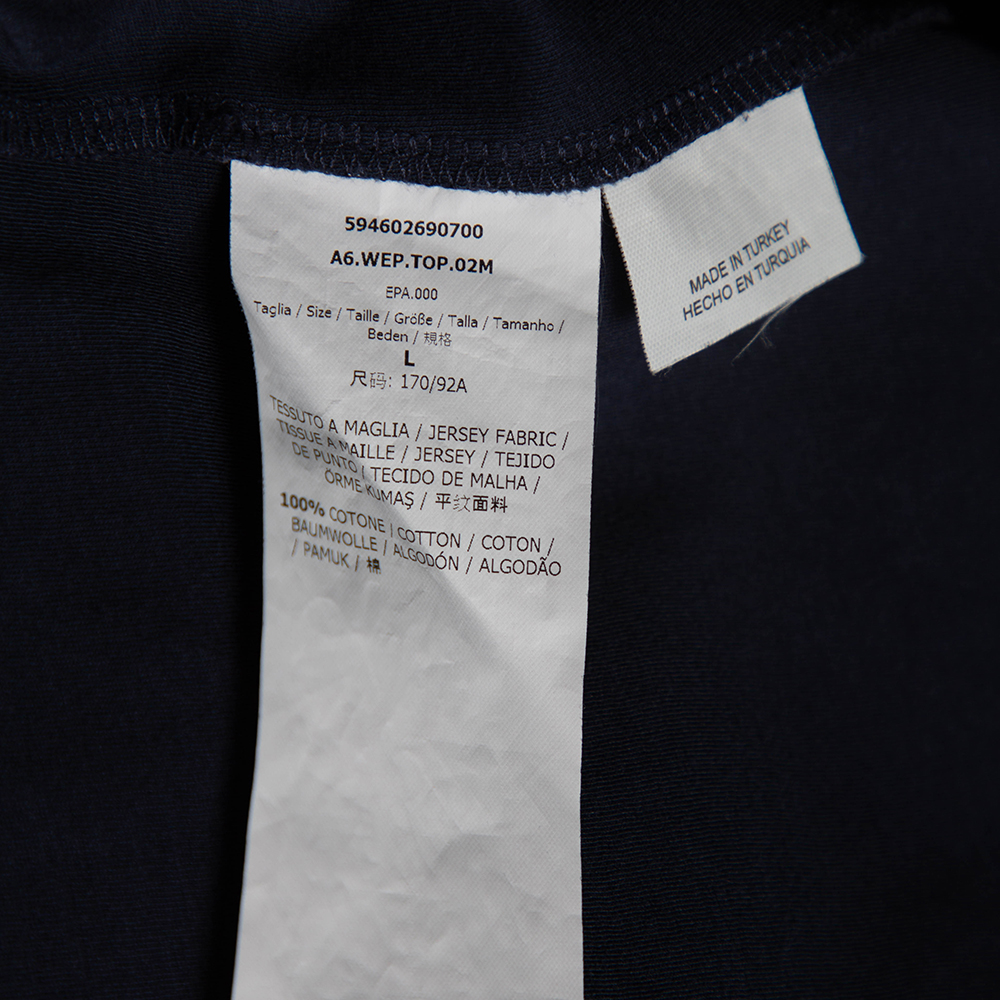 594602690700
A6.WEP.TOP.02M
EPA.000
Taglia / Size / Taille / Größe / Talla / Tamanho /
Beden / 規格
L
尺码: 170/92A
TESSUTO A MAGLIA / JERSEY FABRIC /
TISSUE A MAILLE / JERSEY / TEJIDO
DE PUNTO / TECIDO DE MALHA /
ÖRME KUMAŞ / 平纹面料
100% COTONE / COTTON / COTON /
BAUMWOLLE / ALGODÓN / ALGODÃO
/ PAMUK / 棉
MADE IN TURKEY
HECHO EN TURQUIA